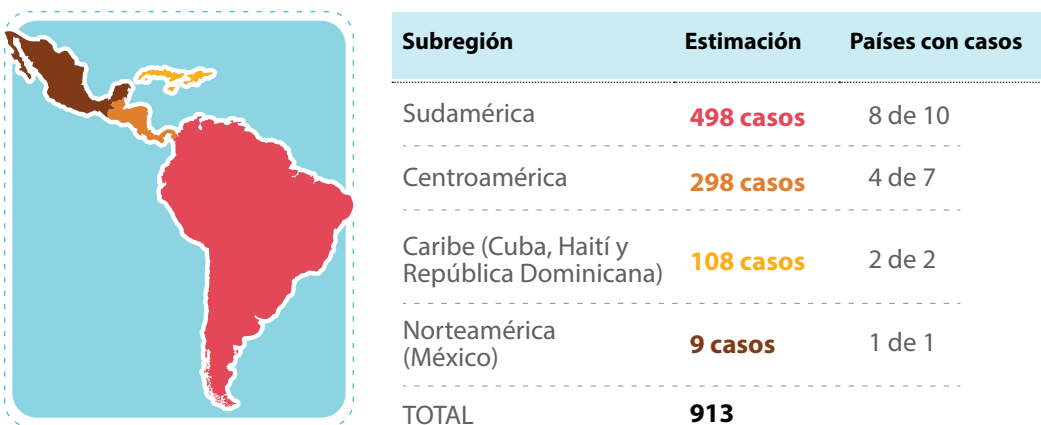 Subregión Estimación Países con casos
Sudamérica 498 casos 8 de 10
Centroamérica 298 casos 4 de 7
Caribe (Cuba, Haití y
República Dominicana) 108 casos 2 de 2
Norteamérica
(México) 9 casos 1 de 1
TOTAL 913